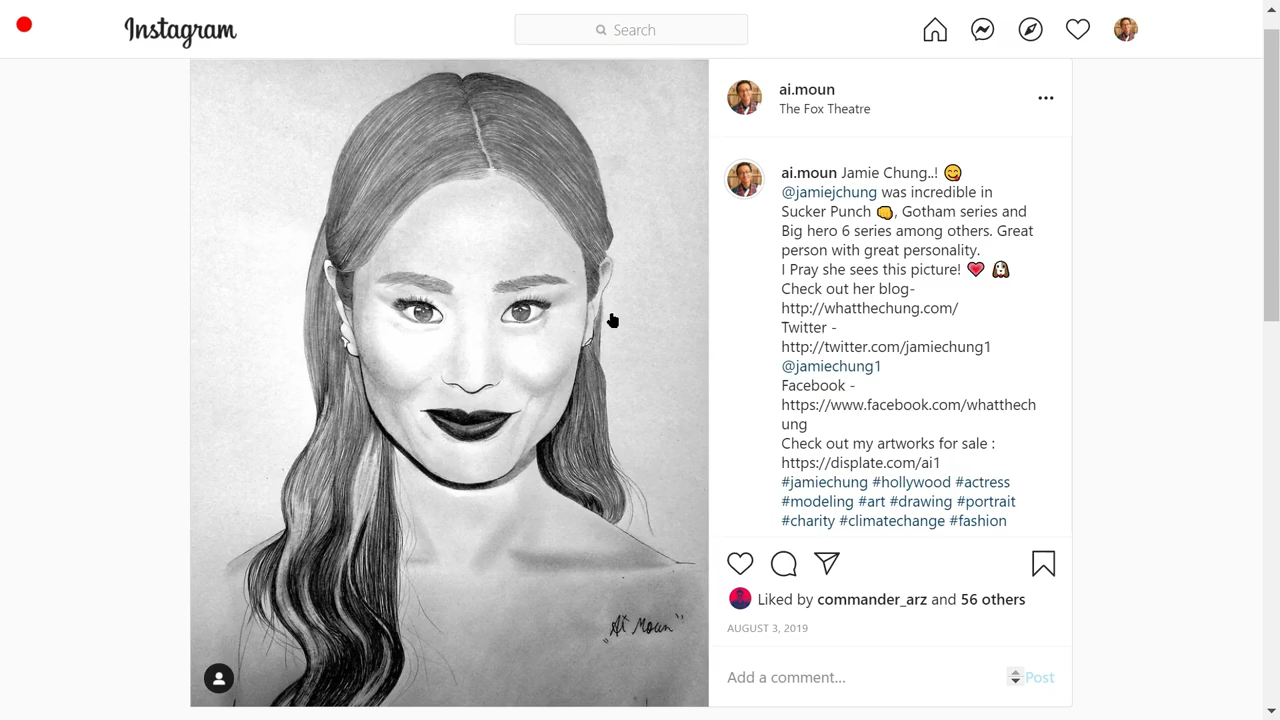 Instagram
Search
ai.moun
The Fox Theatre
ai.moun Jamie Chung..! 😋
@jamiejchung was incredible in
Sucker Punch 👊, Gotham series and
Big hero 6 series among others. Great
person with great personality.
I Pray she sees this picture! 💗 🐶
Check out her blog-
http://whatthechung.com/
Twitter -
http://twitter.com/jamiechung1
@jamiechung1
Facebook -
https://www.facebook.com/whatthech
ung
Check out my artworks for sale :
https://displate.com/ai1
#jamiechung #hollywood #actress
#modeling #art #drawing #portrait
#charity #climatechange #fashion
Liked by commander_arz and 56 others
AUGUST 3, 2019
Add a comment... Post
"Ai Moun"